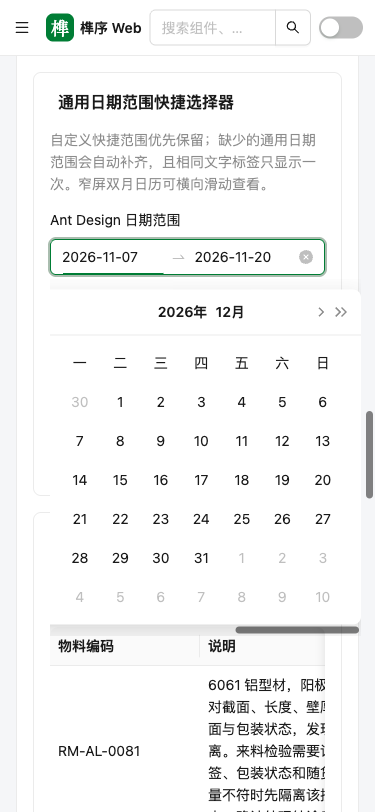 榫 榫序 Web 搜索组件、...
通用日期范围快捷选择器
自定义快捷范围优先保留；缺少的通用日期
范围会自动补齐，且相同文字标签只显示一
次。窄屏双月日历可横向滑动查看。
Ant Design 日期范围
2026-11-07 → 2026-11-20
2026年 12月
一 二 三 四 五 六 日
30 1 2 3 4 5 6
7 8 9 10 11 12 13
14 15 16 17 18 19 20
21 22 23 24 25 26 27
28 29 30 31 1 2 3
4 5 6 7 8 9 10
物料编码 说明
6061 铝型材，阳极
对截面、长度、壁厚
面与包装状态，发现
RM-AL-0081 离。来料检验需要
签、包装状态和随
量不符时先隔离该